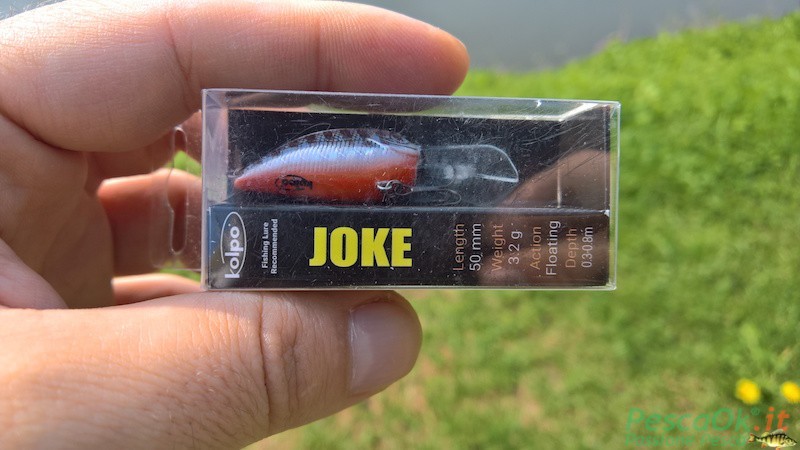 kolpo
kolpo
Fishing Lure
Recommended
JOKE
Length
50 mm
Weight
3.2 g
Action
Floating
Depth
0.3-0.8m
PescaOk.it